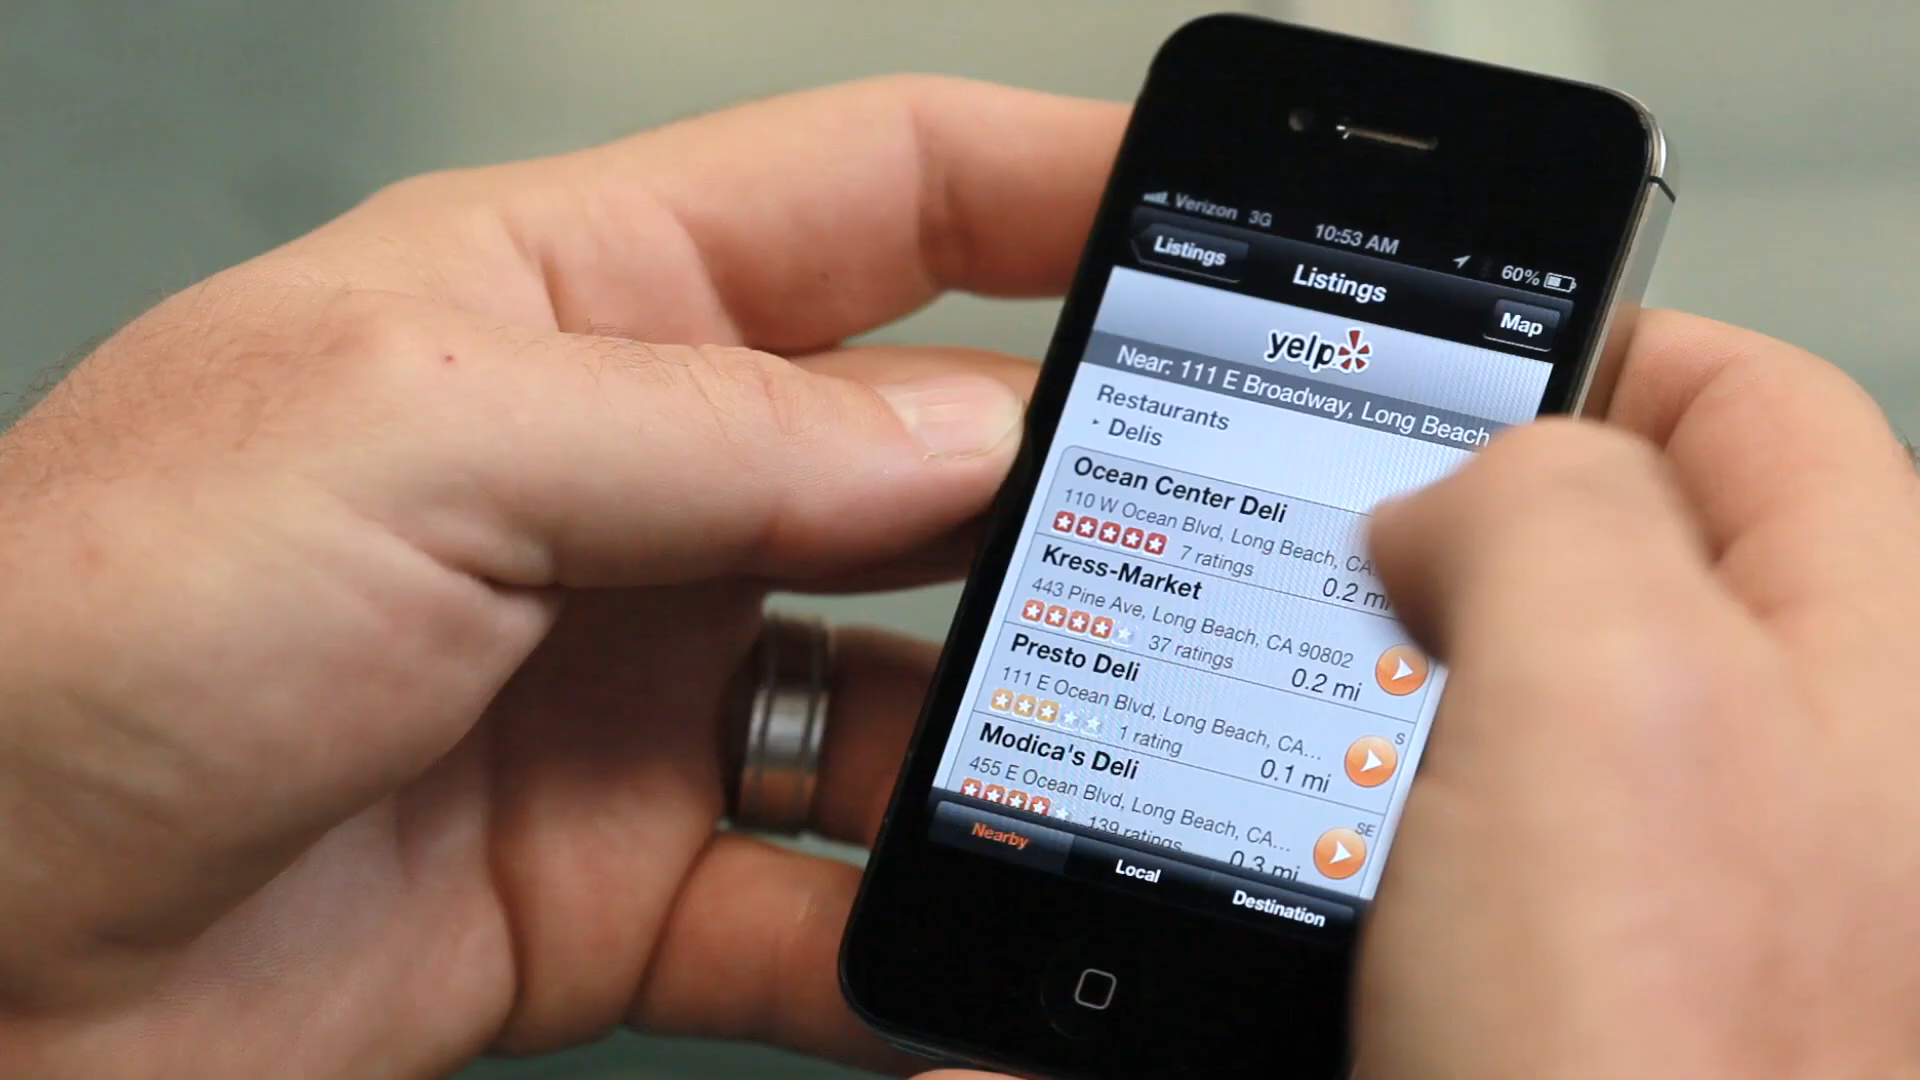 Verizon 3G 10:53 AM 60%
Listings Listings Map
yelp
Near: 111 E Broadway, Long Beach
Restaurants
Delis
Ocean Center Deli
110 W Ocean Blvd, Long Beach, CA
7 ratings 0.2 mi
Kress-Market
443 Pine Ave, Long Beach, CA 90802
37 ratings 0.2 mi
Presto Deli
111 E Ocean Blvd, Long Beach, CA...
S
1 rating 0.1 mi
Modica's Deli
455 E Ocean Blvd, Long Beach, CA...
SE
139 ratings 0.3 mi
Nearby Local Destination